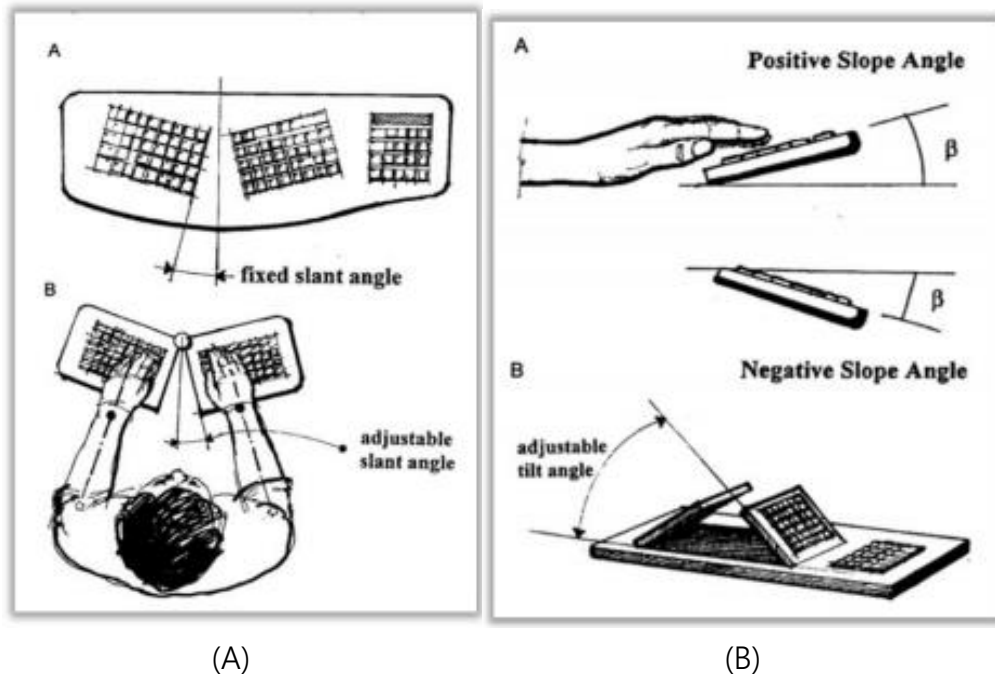 A
fixed slant angle
B
adjustable
slant angle
A
Positive Slope Angle
β
β
B
Negative Slope Angle
adjustable
tilt angle
(A)
(B)